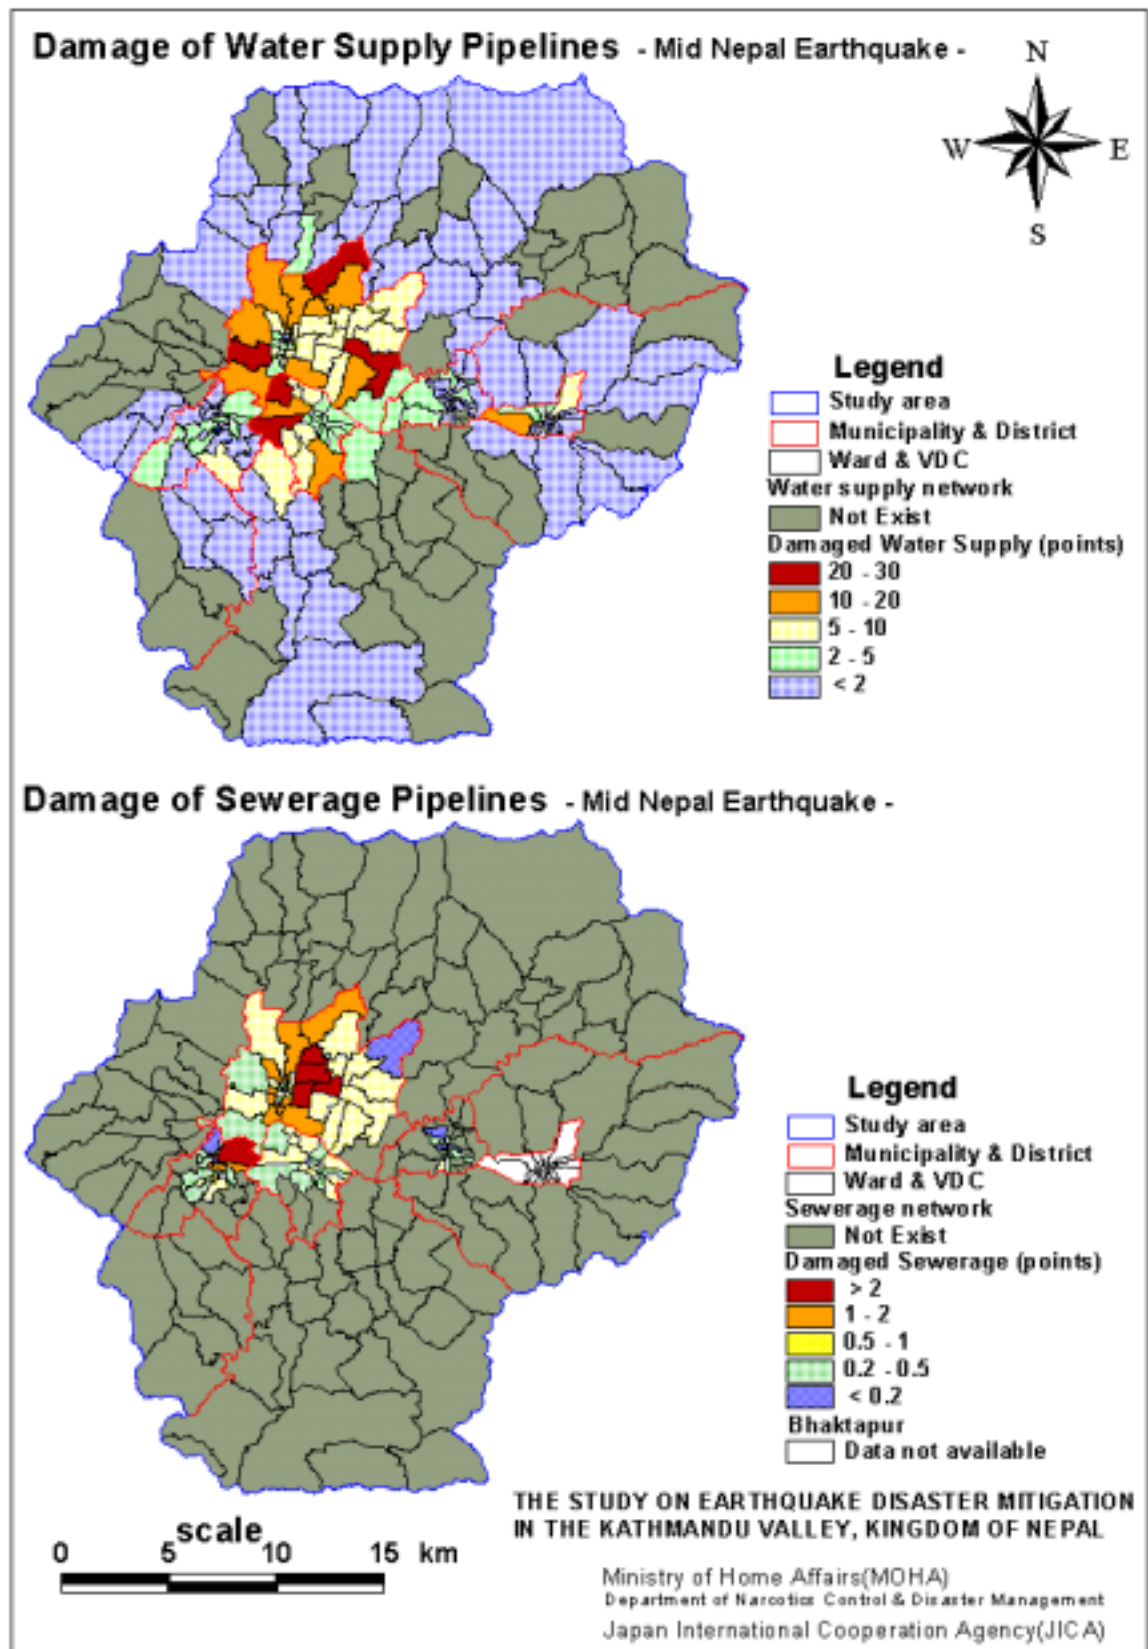 Damage of Water Supply Pipelines - Mid Nepal Earthquake -
N
W E
S
Legend
Study area
Municipality & District
Ward & VDC
Water supply network
Not Exist
Damaged Water Supply (points)
20 - 30
10 - 20
5 - 10
2 - 5
< 2
Damage of Sewerage Pipelines - Mid Nepal Earthquake -
Legend
Study area
Municipality & District
Ward & VDC
Sewerage network
Not Exist
Damaged Sewerage (points)
> 2
1 - 2
0.5 - 1
0.2 - 0.5
< 0.2
Bhaktapur
Data not available
scale
0 5 10 15 km
THE STUDY ON EARTHQUAKE DISASTER MITIGATION
IN THE KATHMANDU VALLEY, KINGDOM OF NEPAL
Ministry of Home Affairs(MOHA)
Department of Narcotics Control & Disaster Management
Japan International Cooperation Agency(JICA)